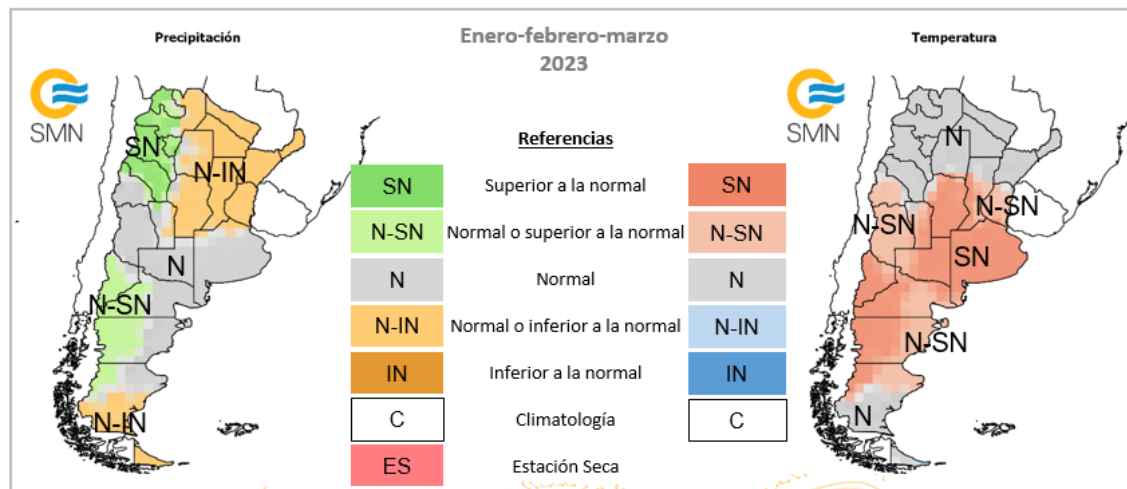 Precipitación
Enero-febrero-marzo
2023
Temperatura
SMN
SN
N-IN
N
N-SN
N-IN
Referencias
SN Superior a la normal SN
N-SN Normal o superior a la normal N-SN
N Normal N
N-IN Normal o inferior a la normal N-IN
IN Inferior a la normal IN
C Climatología C
ES Estación Seca
SMN
N
N-SN
N-SN
SN
N-SN
N